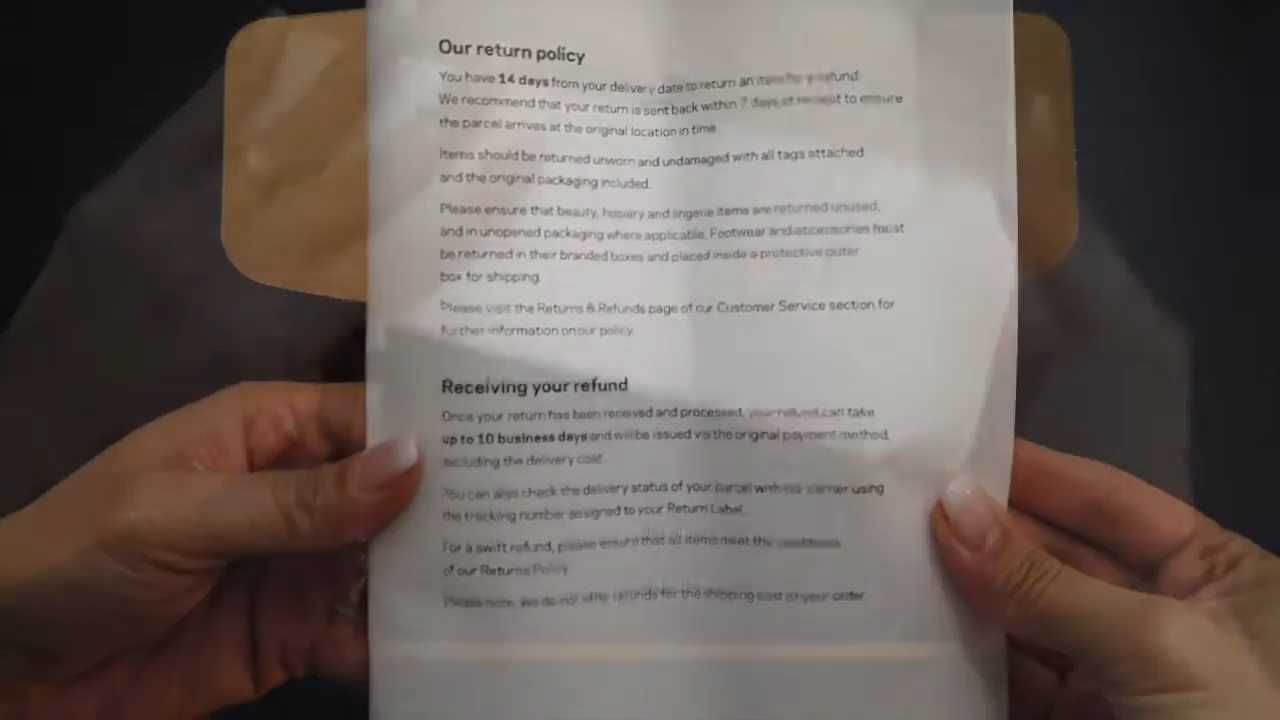 Our return policy
You have 14 days from your delivery date to return an item for a refund.
We recommend that your return is sent back within 7 days of receipt to ensure
the parcel arrives at the original location in time.
Items should be returned unworn and undamaged with all tags attached
and the original packaging included.
Please ensure that beauty, hosiery and lingerie items are returned unused,
and in unopened packaging where applicable. Footwear and accessories must
be returned in their branded boxes and placed inside a protective outer
box for shipping.
Please visit the Returns & Refunds page of our Customer Service section for
further information on our policy.
Receiving your refund
Once your return has been received and processed, your refund can take
up to 10 business days and will be issued via the original payment method,
excluding the delivery cost.
You can also check the delivery status of your parcel with our carrier using
the tracking number assigned to your Return Label.
For a swift refund, please ensure that all items meet the conditions
of our Returns Policy.
Please note, we do not offer refunds for the shipping cost of your order